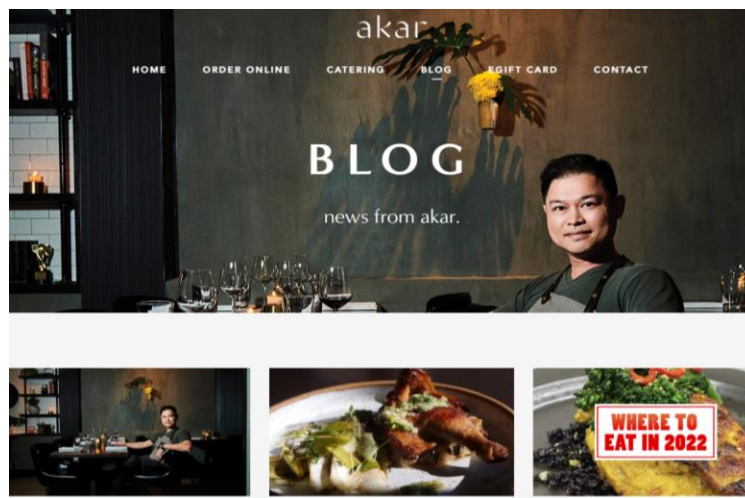 akar
HOME ORDER ONLINE CATERING BLOG EGIFT CARD CONTACT
BLOG
news from akar.
WHERE TO
EAT IN 2022